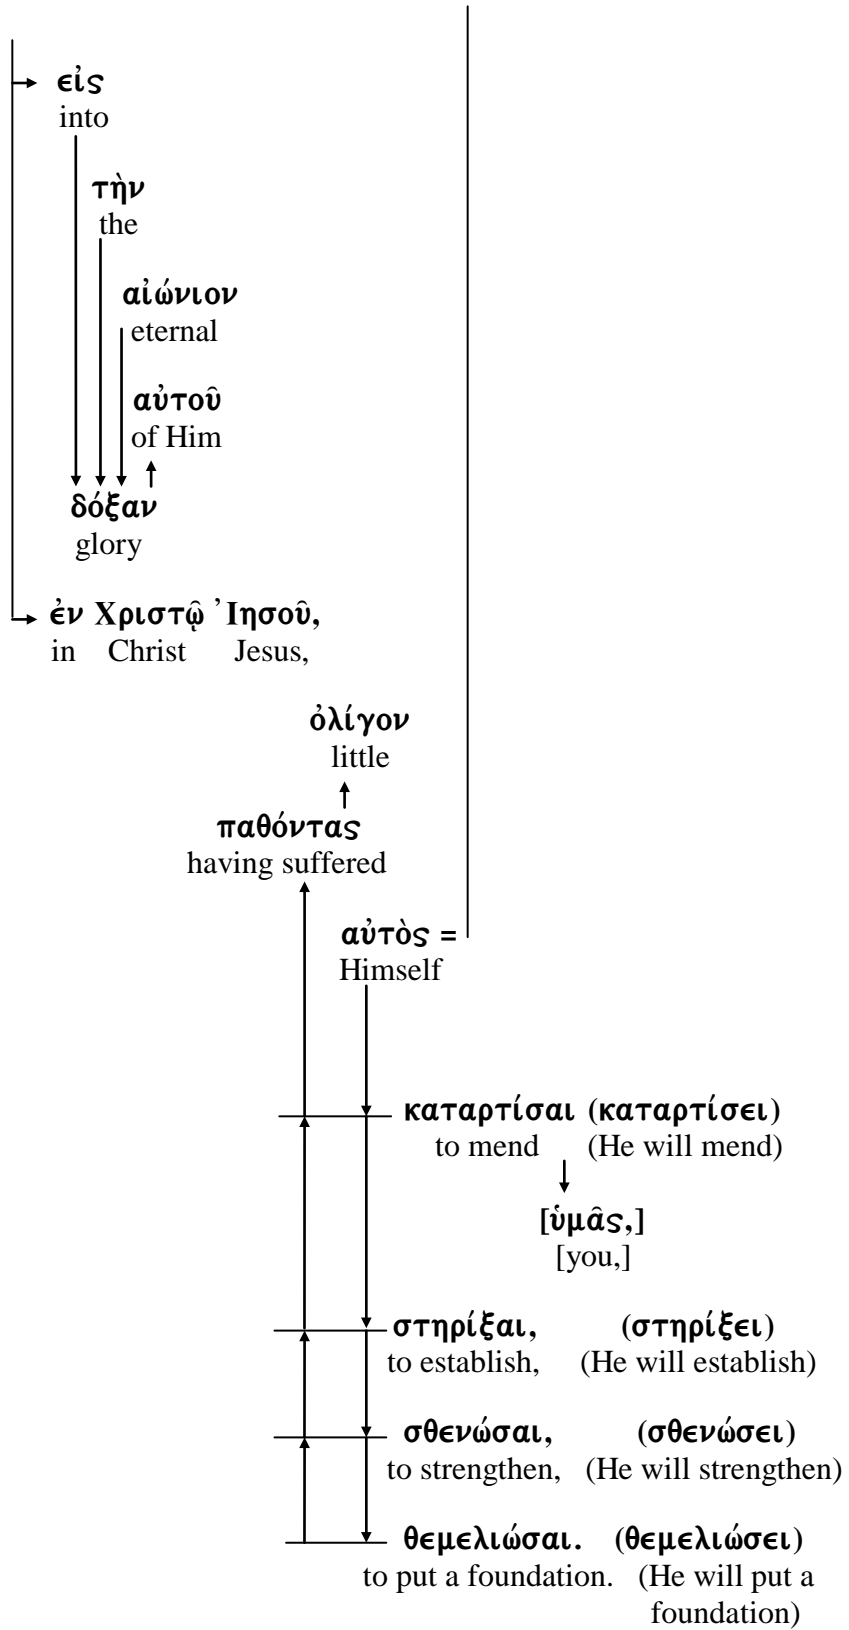 εἰς
into
τὴν
the
αἰώνιον
eternal
αὐτοῦ
of Him
δόξαν
glory
ἐν Χριστῷ Ἰησοῦ,
in Christ Jesus,
ὀλίγον
little
παθόντας
having suffered
αὐτὸς =
Himself
καταρτίσαι (καταρτίσει)
to mend (He will mend)
[ὑμᾶς,]
[you,]
στηρίξαι, (στηρίξει)
to establish, (He will establish)
σθενώσαι, (σθενώσει)
to strengthen, (He will strengthen)
θεμελιώσαι. (θεμελιώσει)
to put a foundation. (He will put a
foundation)